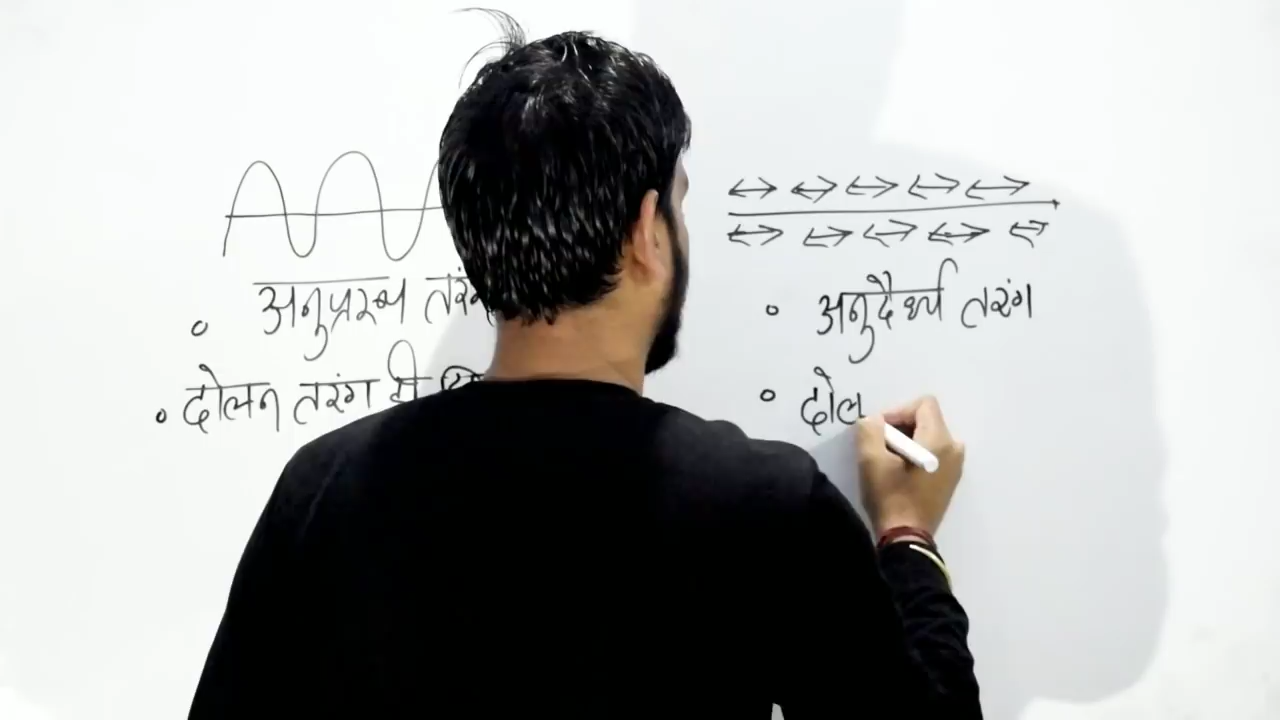 अनुप्रस्थ तरंग
दोलन तरंग की
अनुदैर्ध्य तरंग
दोल